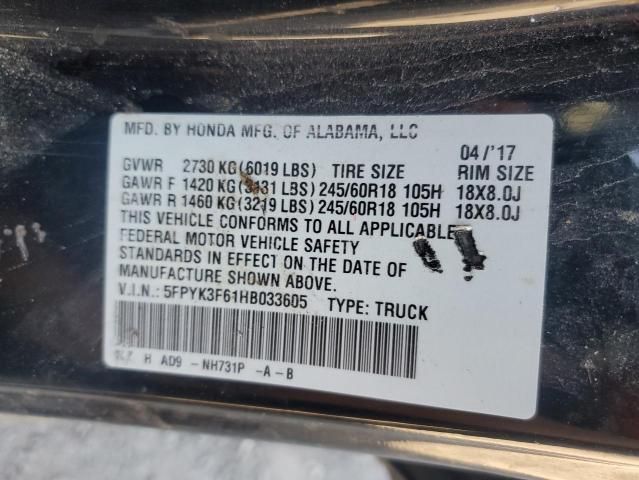 MFD. BY HONDA MFG. OF ALABAMA, LLC
04/'17
GVWR 2730 KG(6019 LBS) TIRE SIZE RIM SIZE
GAWR F 1420 KG(3131 LBS) 245/60R18 105H 18X8.0J
GAWR R 1460 KG(3219 LBS) 245/60R18 105H 18X8.0J
THIS VEHICLE CONFORMS TO ALL APPLICABLE
FEDERAL MOTOR VEHICLE SAFETY
STANDARDS IN EFFECT ON THE DATE OF
MANUFACTURE SHOWN ABOVE.
V.I.N.: 5FPYK3F61HB033605 TYPE: TRUCK
H AD9 -NH731P -A-B